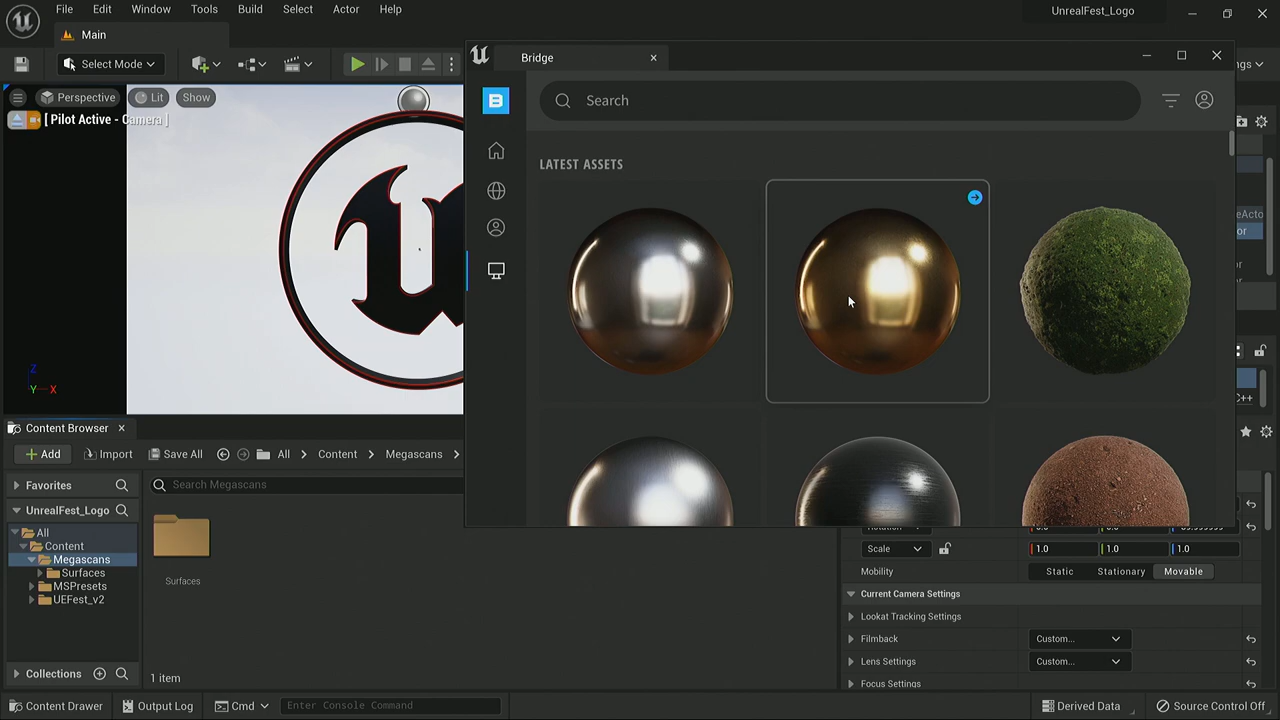 File Edit Window Tools Build Select Actor Help
UnrealFest_Logo
Main
Select Mode
Bridge
Search
Perspective Lit Show
[ Pilot Active - Camera ]
LATEST ASSETS
Z
Y X
Content Browser
Add Import Save All All Content Megascans
Favorites
Search Megascans
UnrealFest_Logo
All
Content
Megascans
Surfaces
MSPresets
UEFest_v2
Surfaces
Collections
1 item
C++
Scale 1.0 1.0 1.0
Mobility Static Stationary Movable
Current Camera Settings
Lookat Tracking Settings
Filmback Custom...
Lens Settings Custom...
Focus Settings
Content Drawer Output Log Cmd Enter Console Command Derived Data Source Control Off